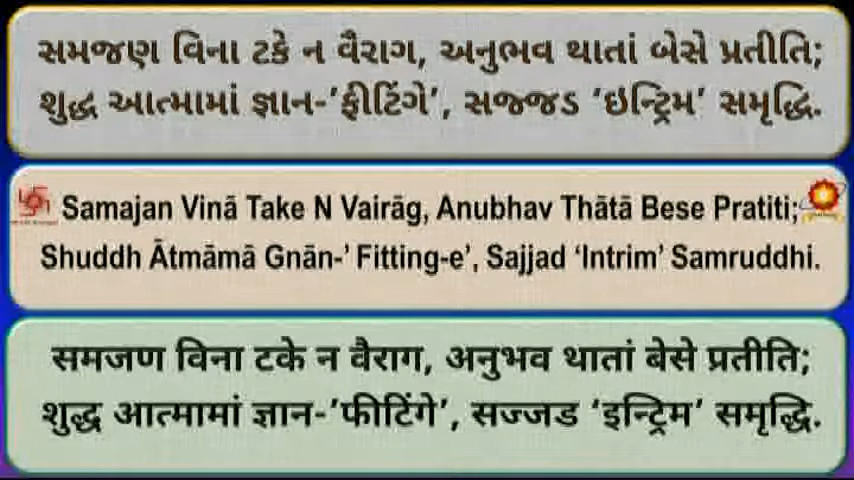 સમજણ વિના ટકે ન વૈરાગ, અનુભવ થાતાં બેસે પ્રતીતિ;
શુદ્ધ આત્મામાં જ્ઞાન-’ફીટિંગે’, સજ્જડ ‘ઇન્ટ્રિમ’ સમૃદ્ધિ.
Samajan Vinā Take N Vairāg, Anubhav Thātā Bese Pratiti;
Shuddh Ātmāmā Gnān-’ Fitting-e’, Sajjad ‘Intrim’ Samruddhi.
समजण विना टके न वैराग, अनुभव थातां बेसे प्रतीति;
शुद्ध आत्मामां ज्ञान-’फीटिंगे’, सज्जड ‘इन्ट्रिम’ समृद्धि.